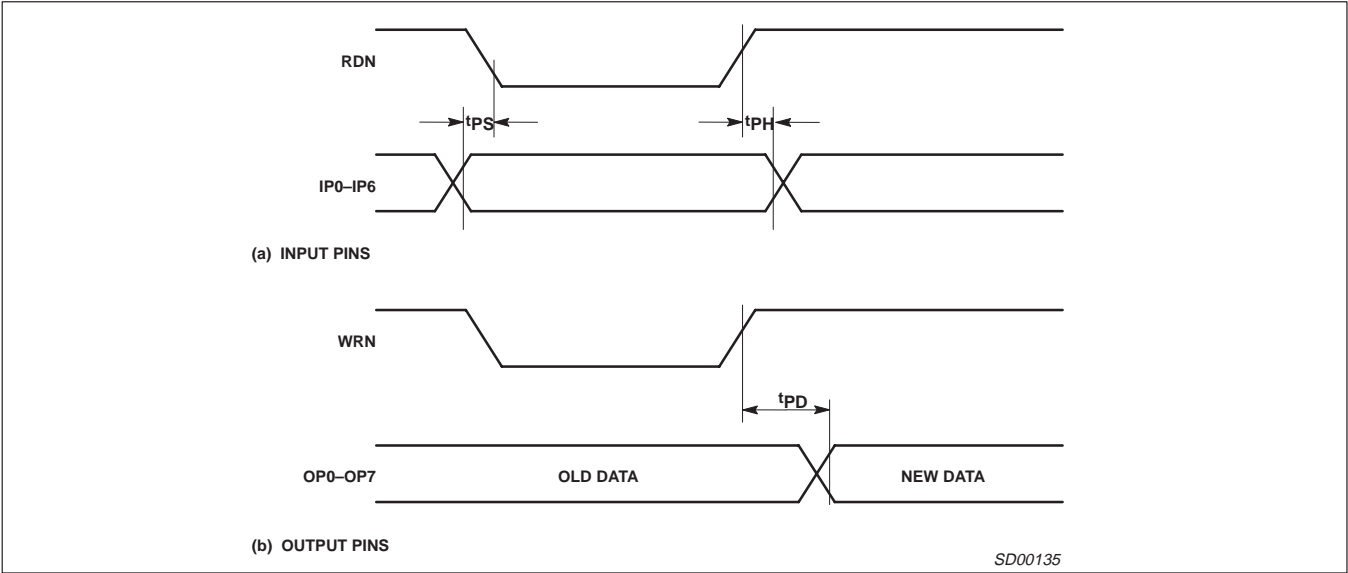 RDN
tPS
tPH
IP0–IP6
(a) INPUT PINS
WRN
tPD
OP0–OP7
OLD DATA
NEW DATA
(b) OUTPUT PINS
SD00135